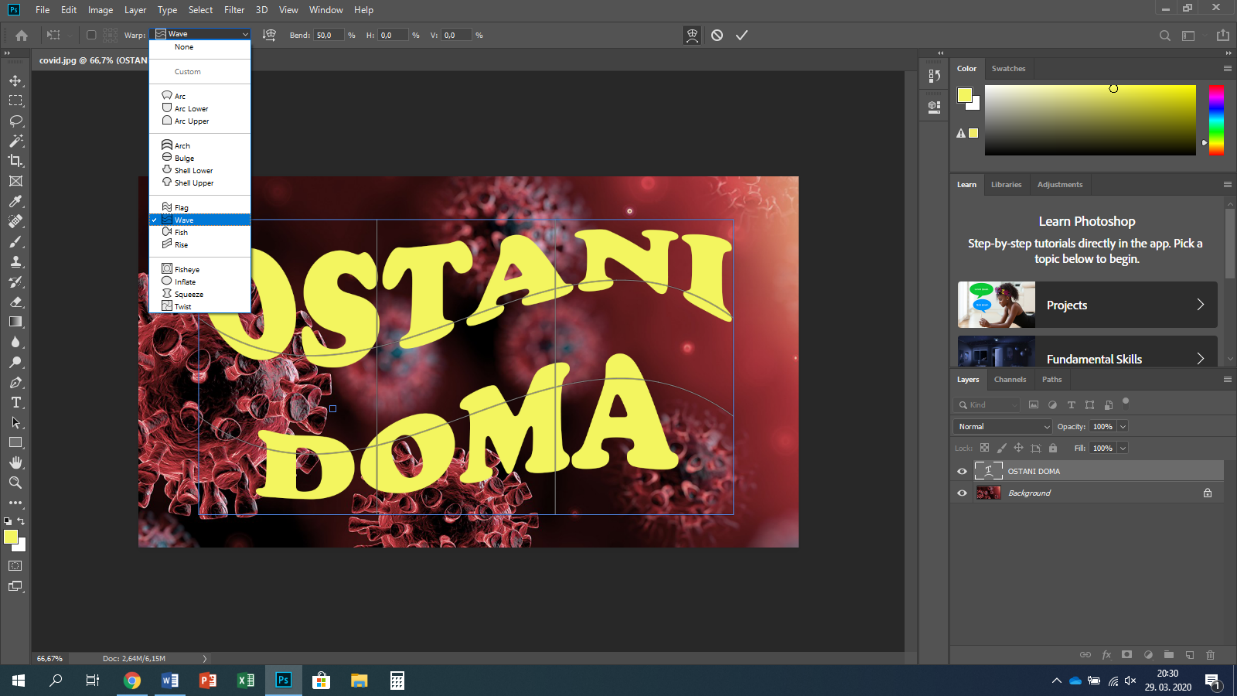 File Edit Image Layer Type Select Filter 3D View Window Help
Warp: Wave Bend: 50,0 % H: 0,0 % V: 0,0 %
covid.jpg @ 66,7% (OSTAN
None
Custom
Arc
Arc Lower
Arc Upper
Arch
Bulge
Shell Lower
Shell Upper
Flag
Wave
Fish
Rise
Fisheye
Inflate
Squeeze
Twist
OSTANI
DOMA
Color Swatches
Learn Libraries Adjustments
Learn Photoshop
Step-by-step tutorials directly in the app. Pick a
topic below to begin.
Projects
Fundamental Skills
Layers Channels Paths
Kind
Normal Opacity: 100%
Lock: Fill: 100%
OSTANI DOMA
Background
66,67% Doc: 2,64M/6,15M
20:30
29. 03. 2020